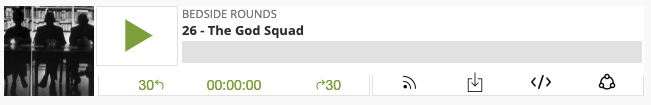 BEDSIDE ROUNDS
26 - The God Squad
30 00:00:00 30